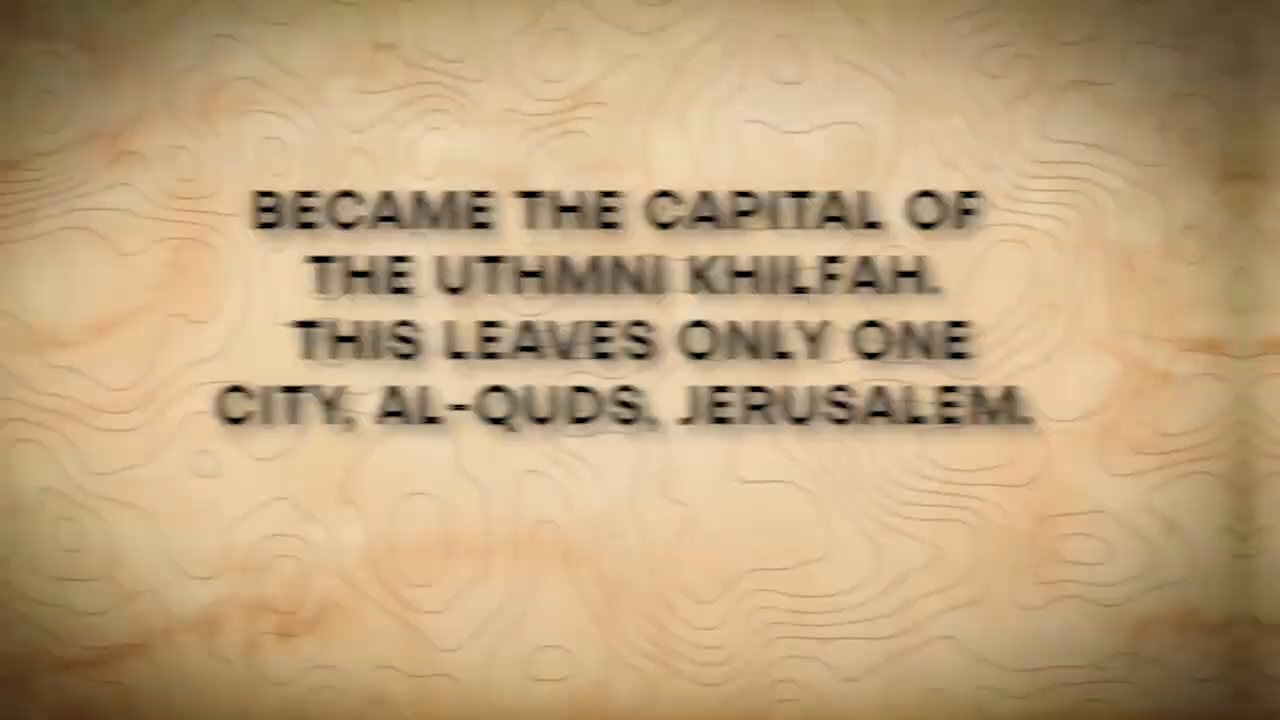 BECAME THE CAPITAL OF
THE UTHMNI KHILFAH.
THIS LEAVES ONLY ONE
CITY, AL-QUDS, JERUSALEM.